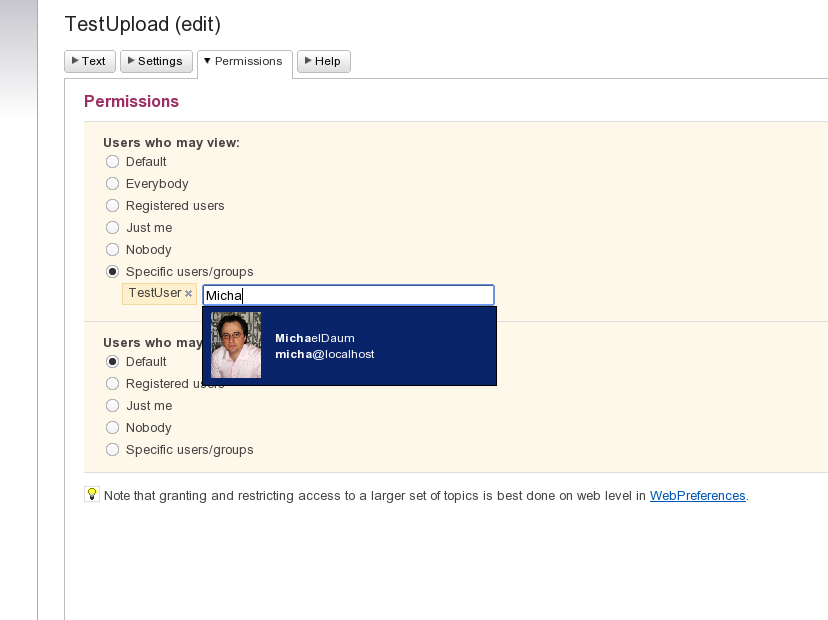 TestUpload (edit)
Text Settings Permissions Help
Permissions
Users who may view:
Default
Everybody
Registered users
Just me
Nobody
Specific users/groups
TestUser × Micha
MichaelDaum
micha@localhost
Users who may
Default
Registered users
Just me
Nobody
Specific users/groups
Note that granting and restricting access to a larger set of topics is best done on web level in WebPreferences.